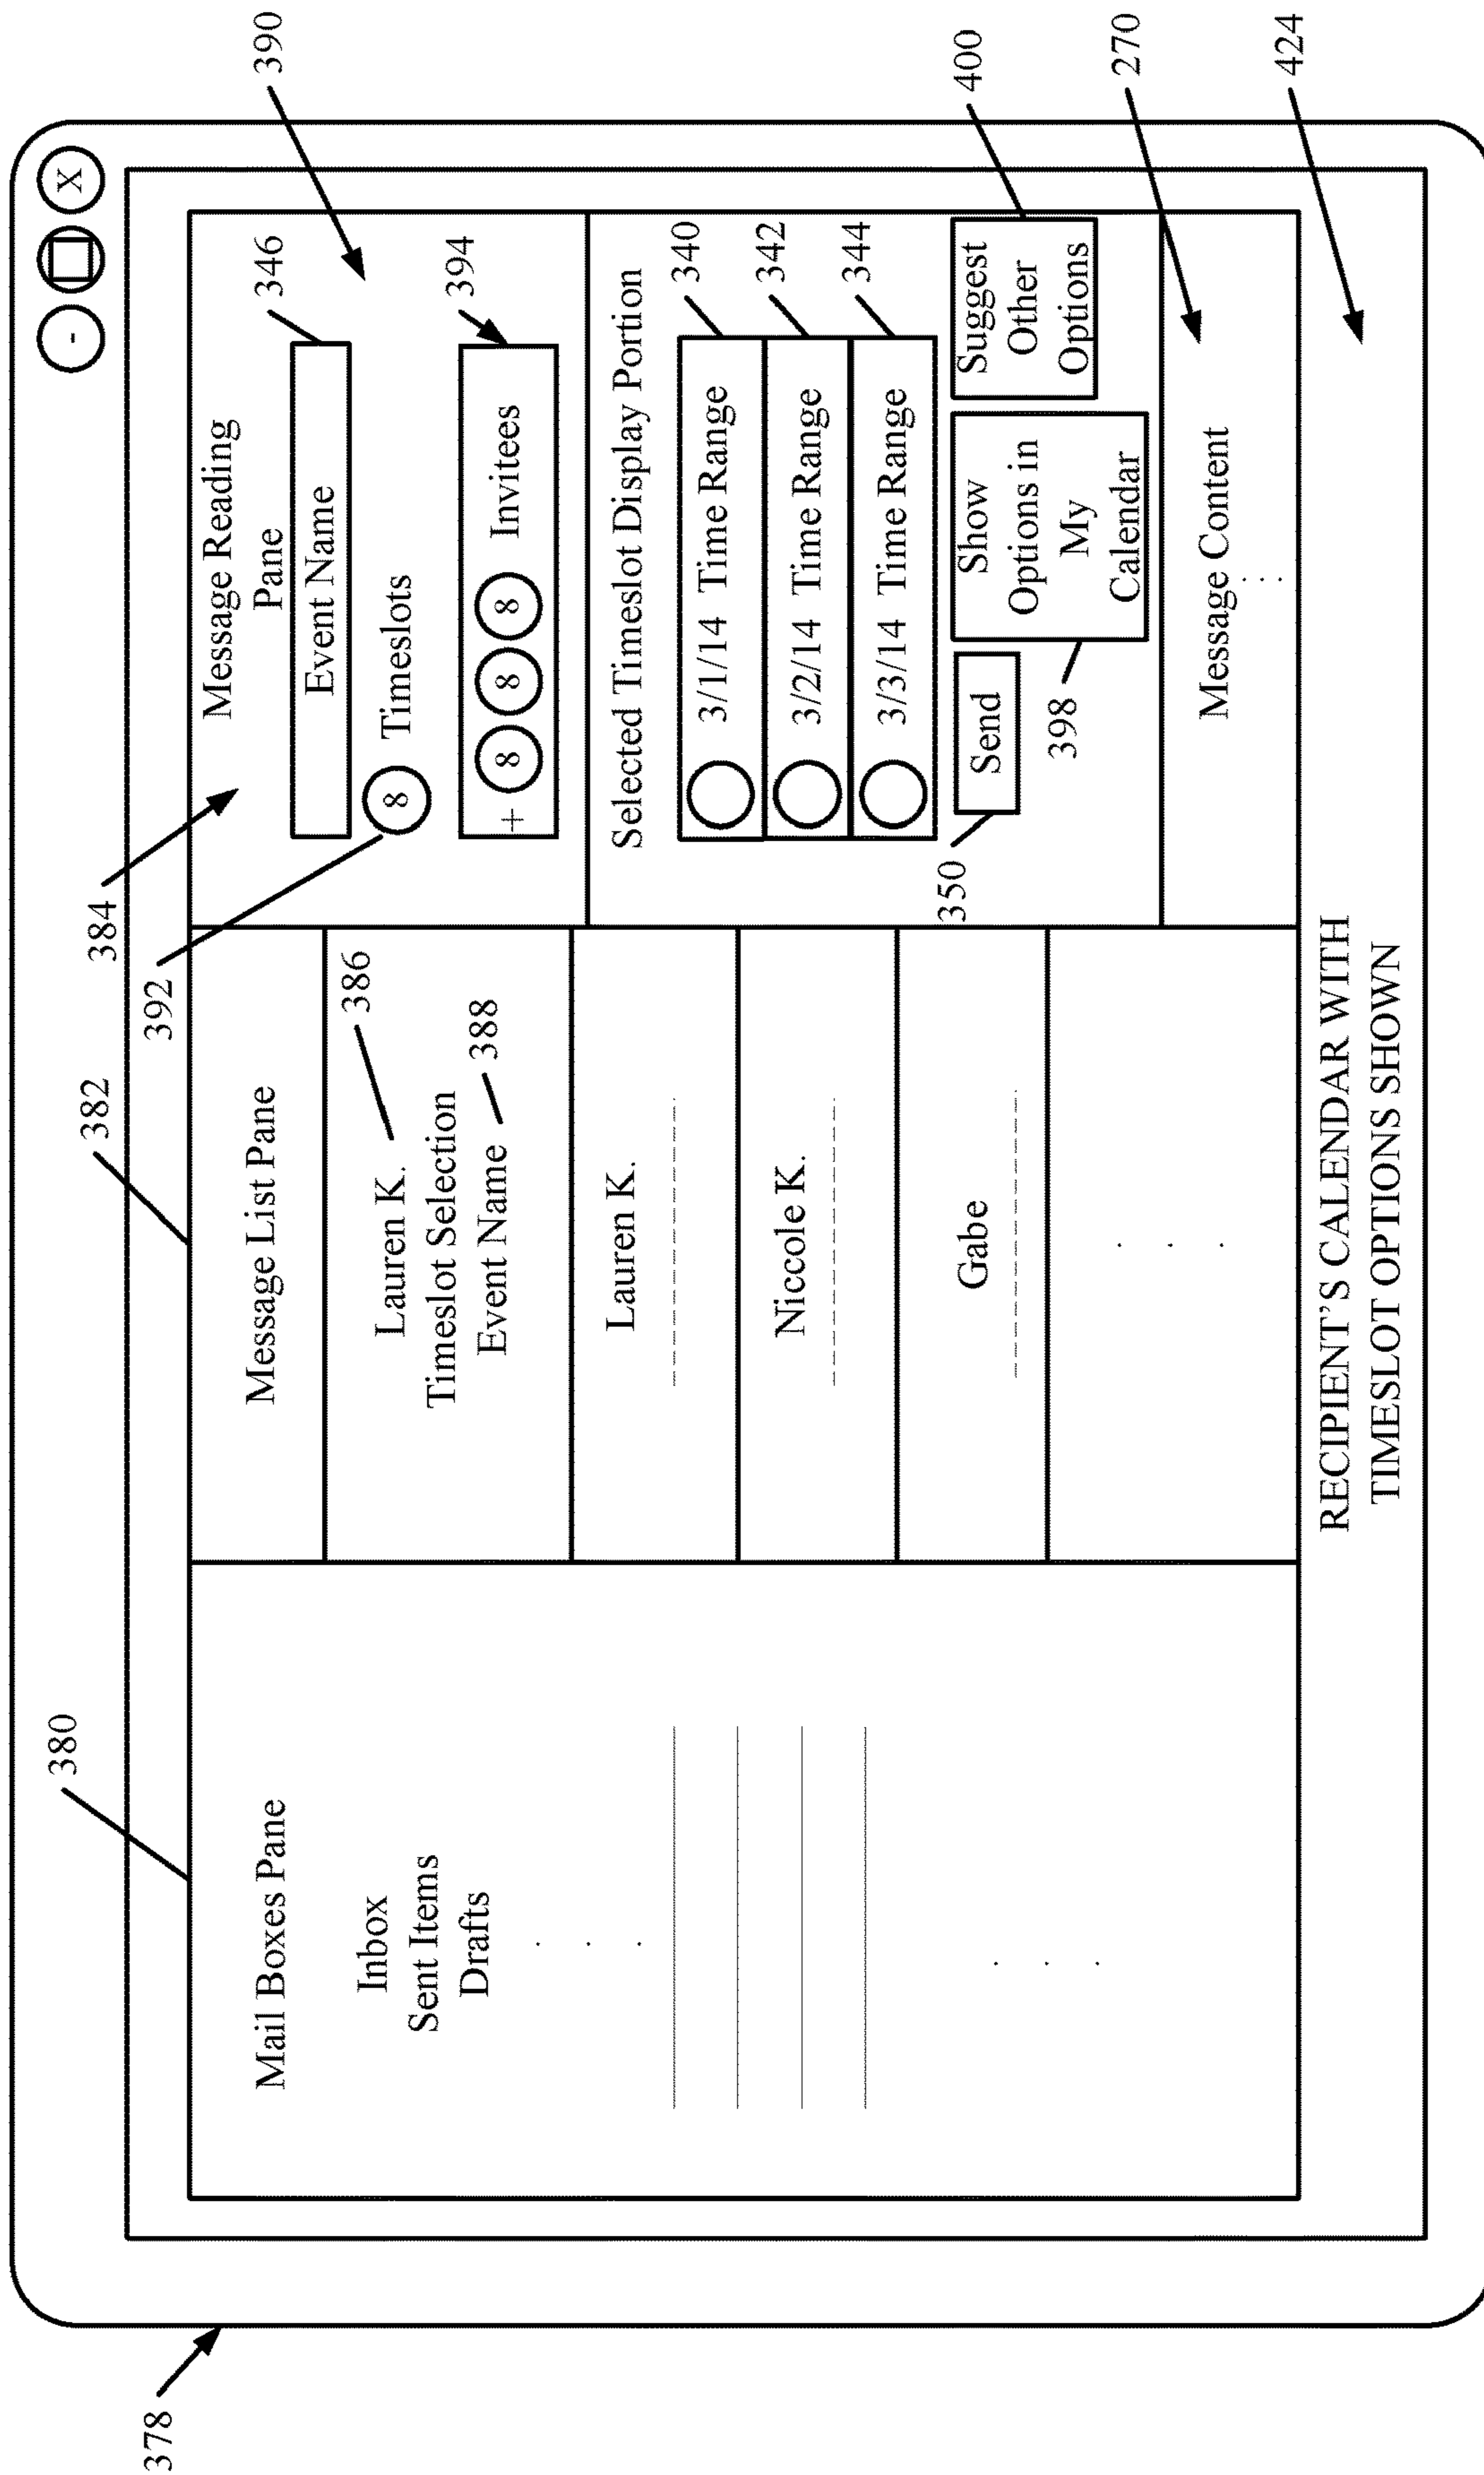 378
380
382
384
392
390
-
X
Mail Boxes Pane
Inbox
Sent Items
Drafts
.
.
.
.
.
.
Message List Pane
Lauren K.
386
Timeslot Selection
Event Name
388
Lauren K.
Niccole K.
Gabe
.
.
.
Message Reading
Pane
346
Event Name
8 Timeslots
394
+ 8 8 8 Invitees
Selected Timeslot Display Portion
3/1/14 Time Range
340
3/2/14 Time Range
342
3/3/14 Time Range
344
350
Send
398
Show
Options in
My
Calendar
Suggest
Other
Options
400
Message Content
...
270
RECIPIENT'S CALENDAR WITH
TIMESLOT OPTIONS SHOWN
424